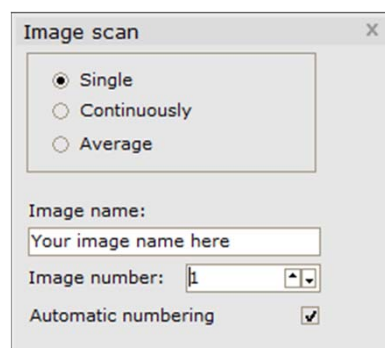 Image scan X
Single
Continuously
Average
Image name:
Your image name here
Image number: 1
Automatic numbering